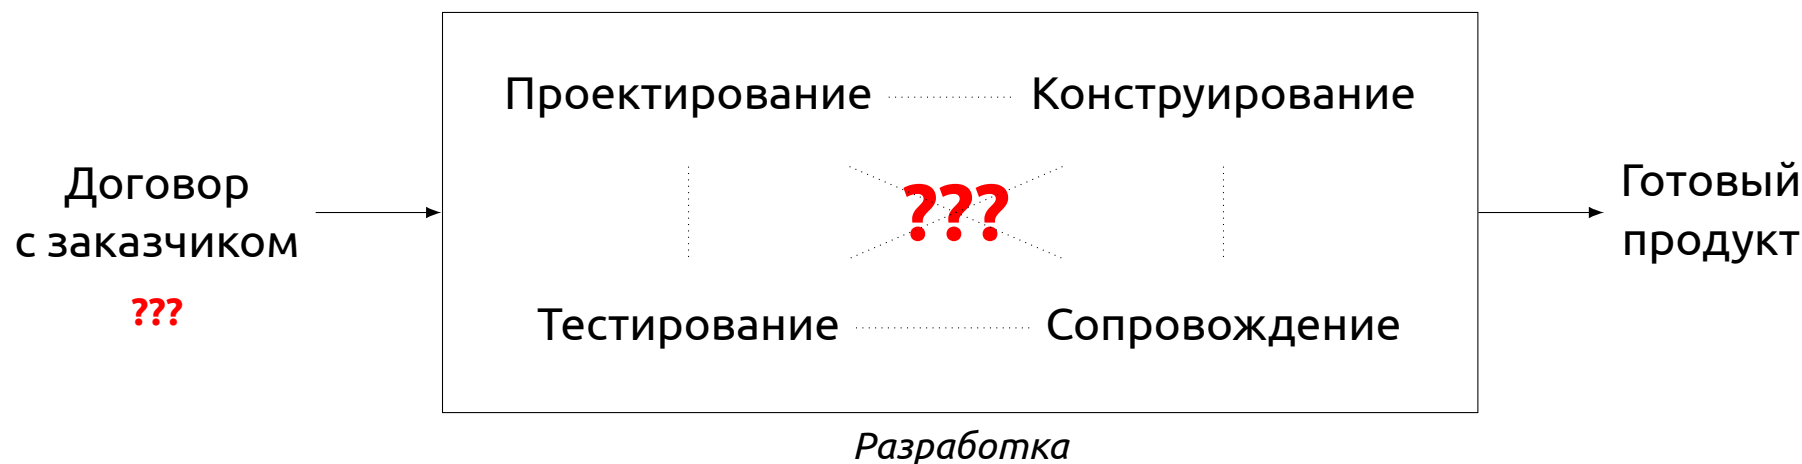 Проектирование
Конструирование
Договор
с заказчиком
???
???
Готовый
продукт
Тестирование
Сопровождение
Разработка